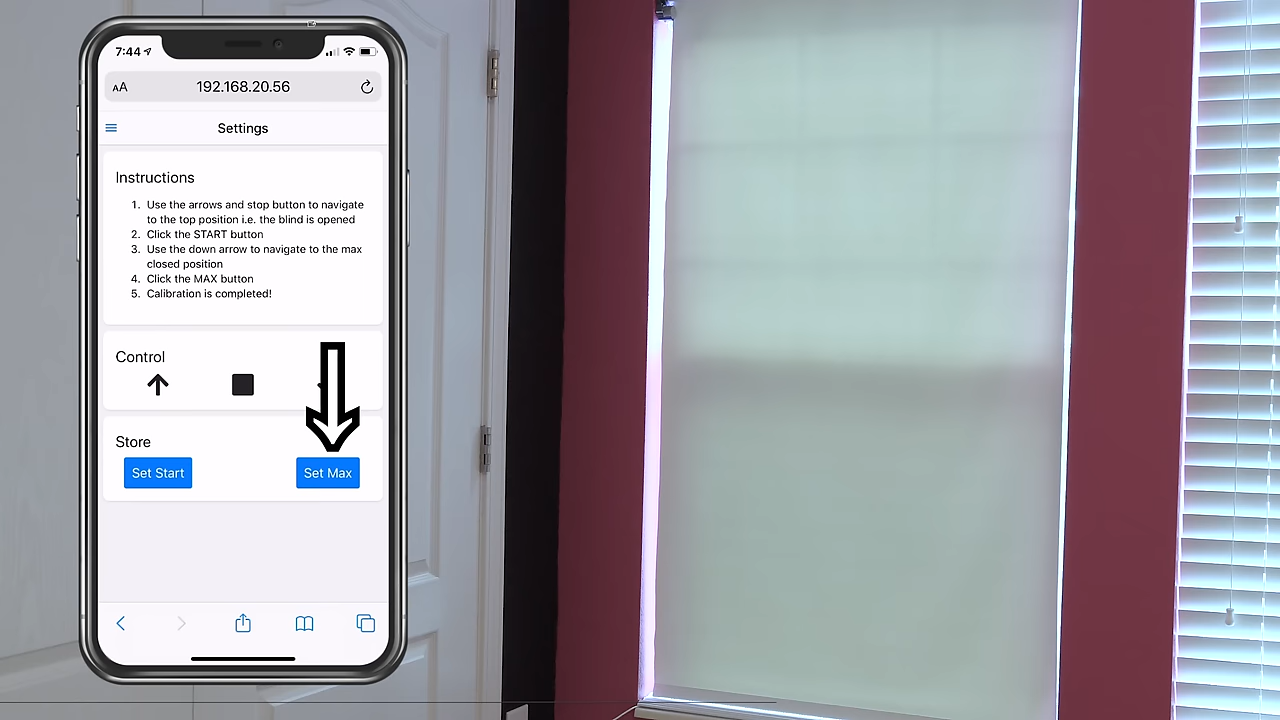 7:44
AA 192.168.20.56
Settings
Instructions
1. Use the arrows and stop button to navigate
to the top position i.e. the blind is opened
2. Click the START button
3. Use the down arrow to navigate to the max
closed position
4. Click the MAX button
5. Calibration is completed!
Control
Store
Set Start Set Max